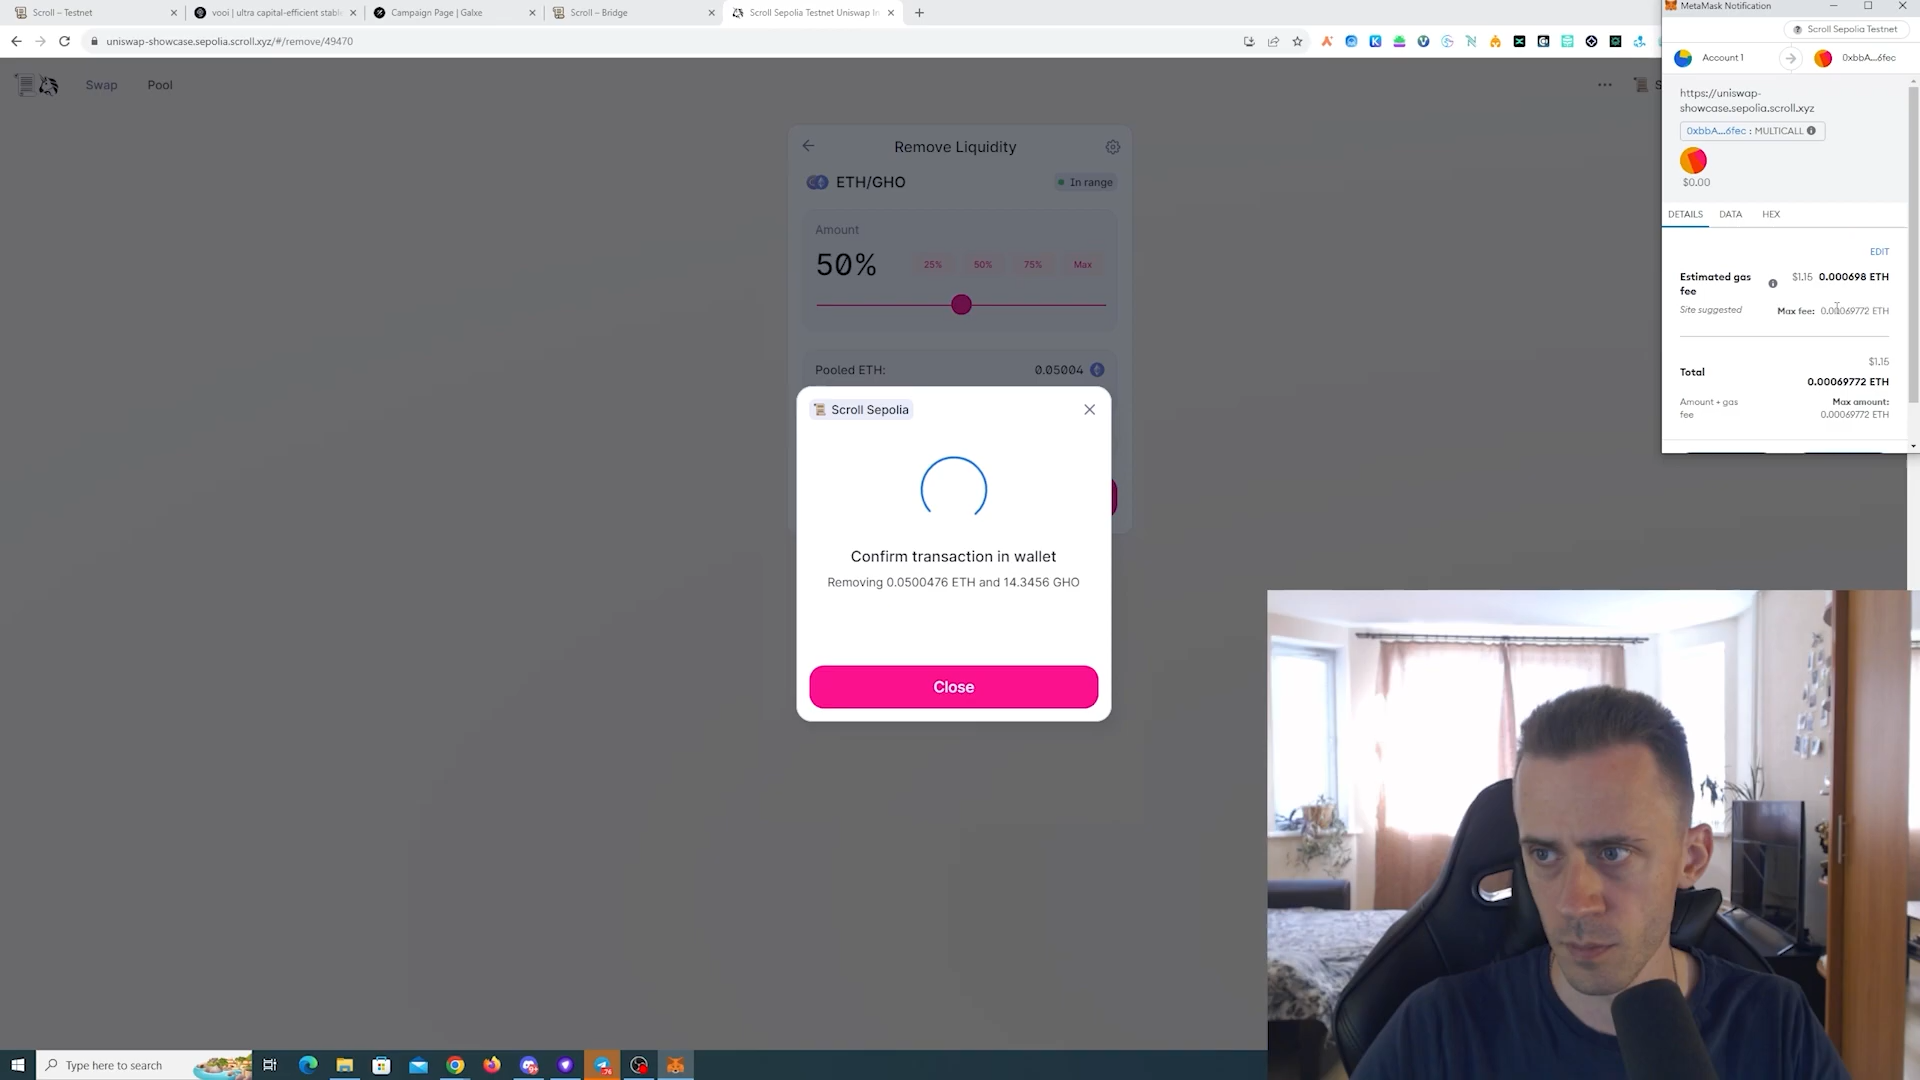 Scroll – Testnet
vooi | ultra capital-efficient stable
Campaign Page | Galxe
Scroll – Bridge
Scroll Sepolia Testnet Uniswap In
uniswap-showcase.sepolia.scroll.xyz/#/remove/49470
Swap
Pool
Remove Liquidity
ETH/GHO
In range
Amount
50%
25%
50%
75%
Max
Pooled ETH:
0.05004
Scroll Sepolia
Confirm transaction in wallet
Removing 0.0500476 ETH and 14.3456 GHO
Close
MetaMask Notification
Scroll Sepolia Testnet
Account 1
0xbbA...6fec
https://uniswap-
showcase.sepolia.scroll.xyz
0xbbA...6fec : MULTICALL
$0.00
DETAILS
DATA
HEX
EDIT
Estimated gas
fee
$1.15 0.000698 ETH
Site suggested
Max fee: 0.00069772 ETH
$1.15
Total
0.00069772 ETH
Amount + gas
fee
Max amount:
0.00069772 ETH
Type here to search